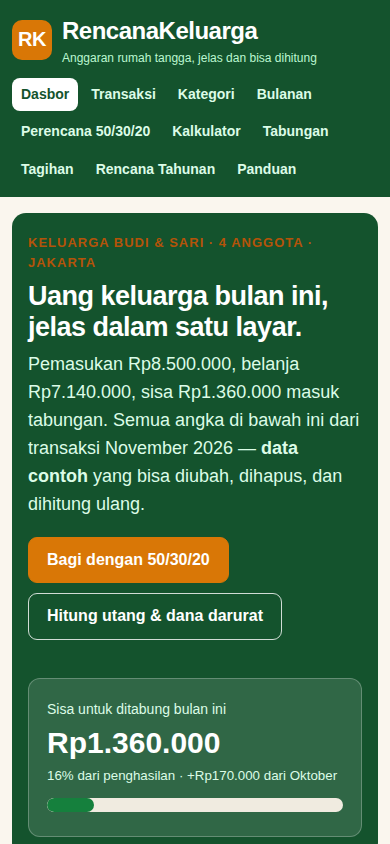 RK
RencanaKeluarga
Anggaran rumah tangga, jelas dan bisa dihitung
Dasbor Transaksi Kategori Bulanan
Perencana 50/30/20 Kalkulator Tabungan
Tagihan Rencana Tahunan Panduan
KELUARGA BUDI & SARI · 4 ANGGOTA ·
JAKARTA
Uang keluarga bulan ini,
jelas dalam satu layar.
Pemasukan Rp8.500.000, belanja
Rp7.140.000, sisa Rp1.360.000 masuk
tabungan. Semua angka di bawah ini dari
transaksi November 2026 — data
contoh yang bisa diubah, dihapus, dan
dihitung ulang.
Bagi dengan 50/30/20
Hitung utang & dana darurat
Sisa untuk ditabung bulan ini
Rp1.360.000
16% dari penghasilan · +Rp170.000 dari Oktober